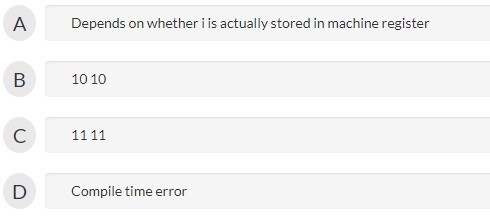 A Depends on whether i is actually stored in machine register
B 10 10
C 11 11
D Compile time error